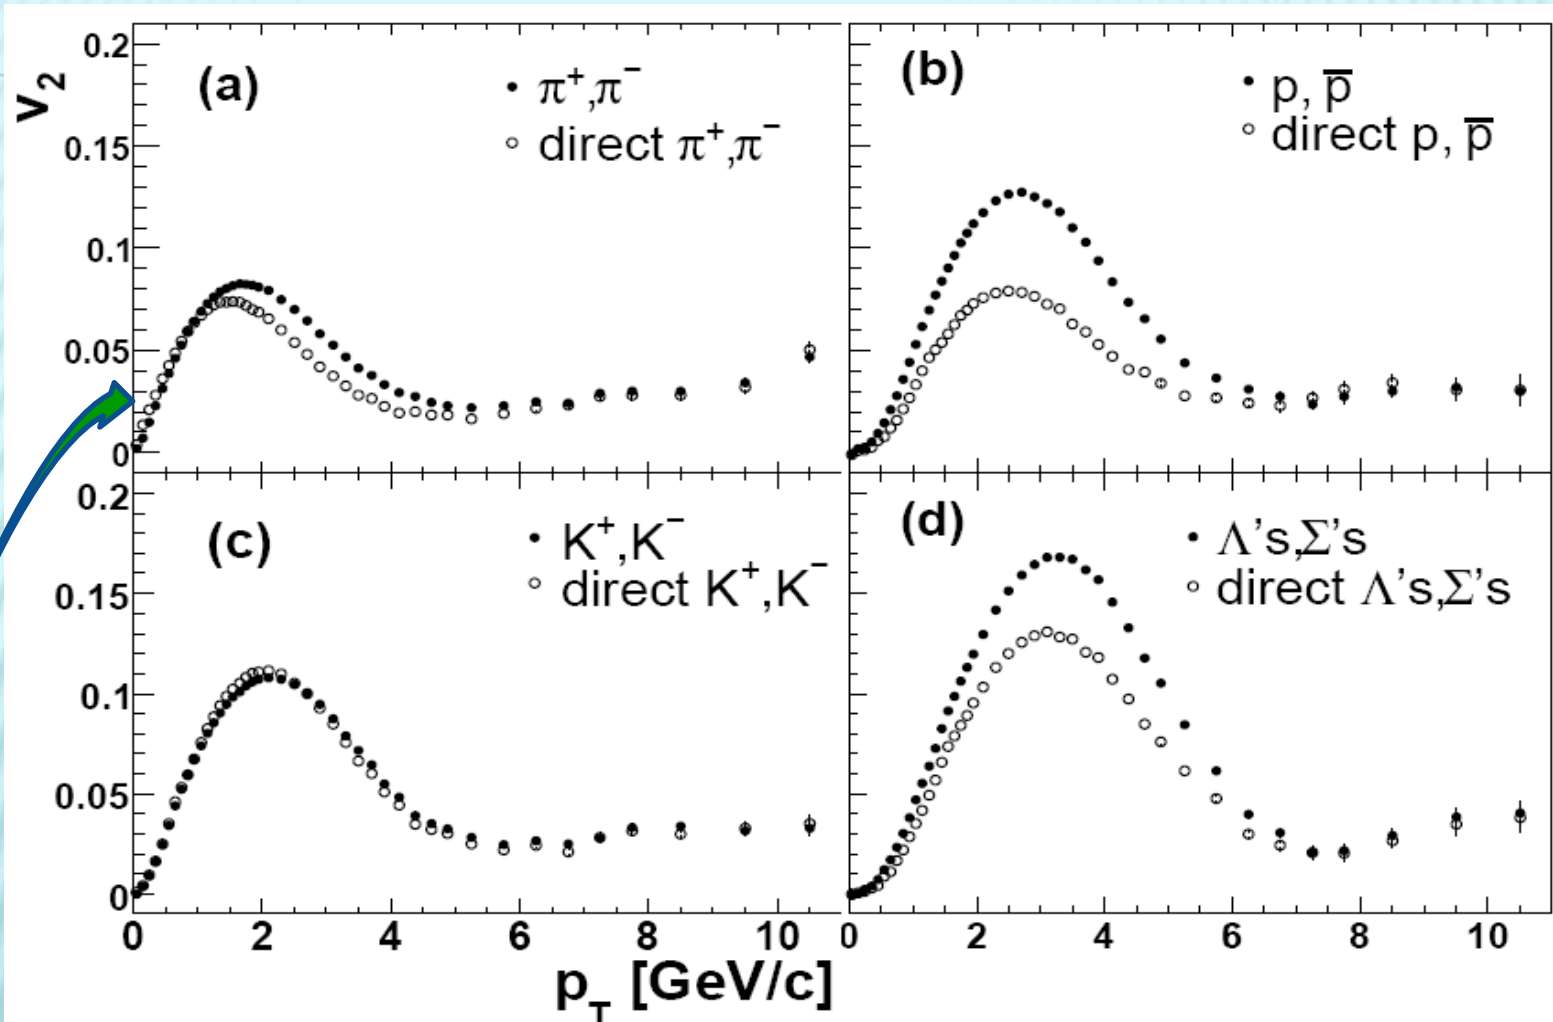 v₂
0.2
0.15
0.1
0.05
0
(a)
π⁺,π⁻
direct π⁺,π⁻
(b)
p, p̅
direct p, p̅
0.2
0.15
0.1
0.05
0
(c)
K⁺,K⁻
direct K⁺,K⁻
(d)
Λ's,Σ's
direct Λ's,Σ's
0 2 4 6 8 10 0 2 4 6 8 10
p_T [GeV/c]